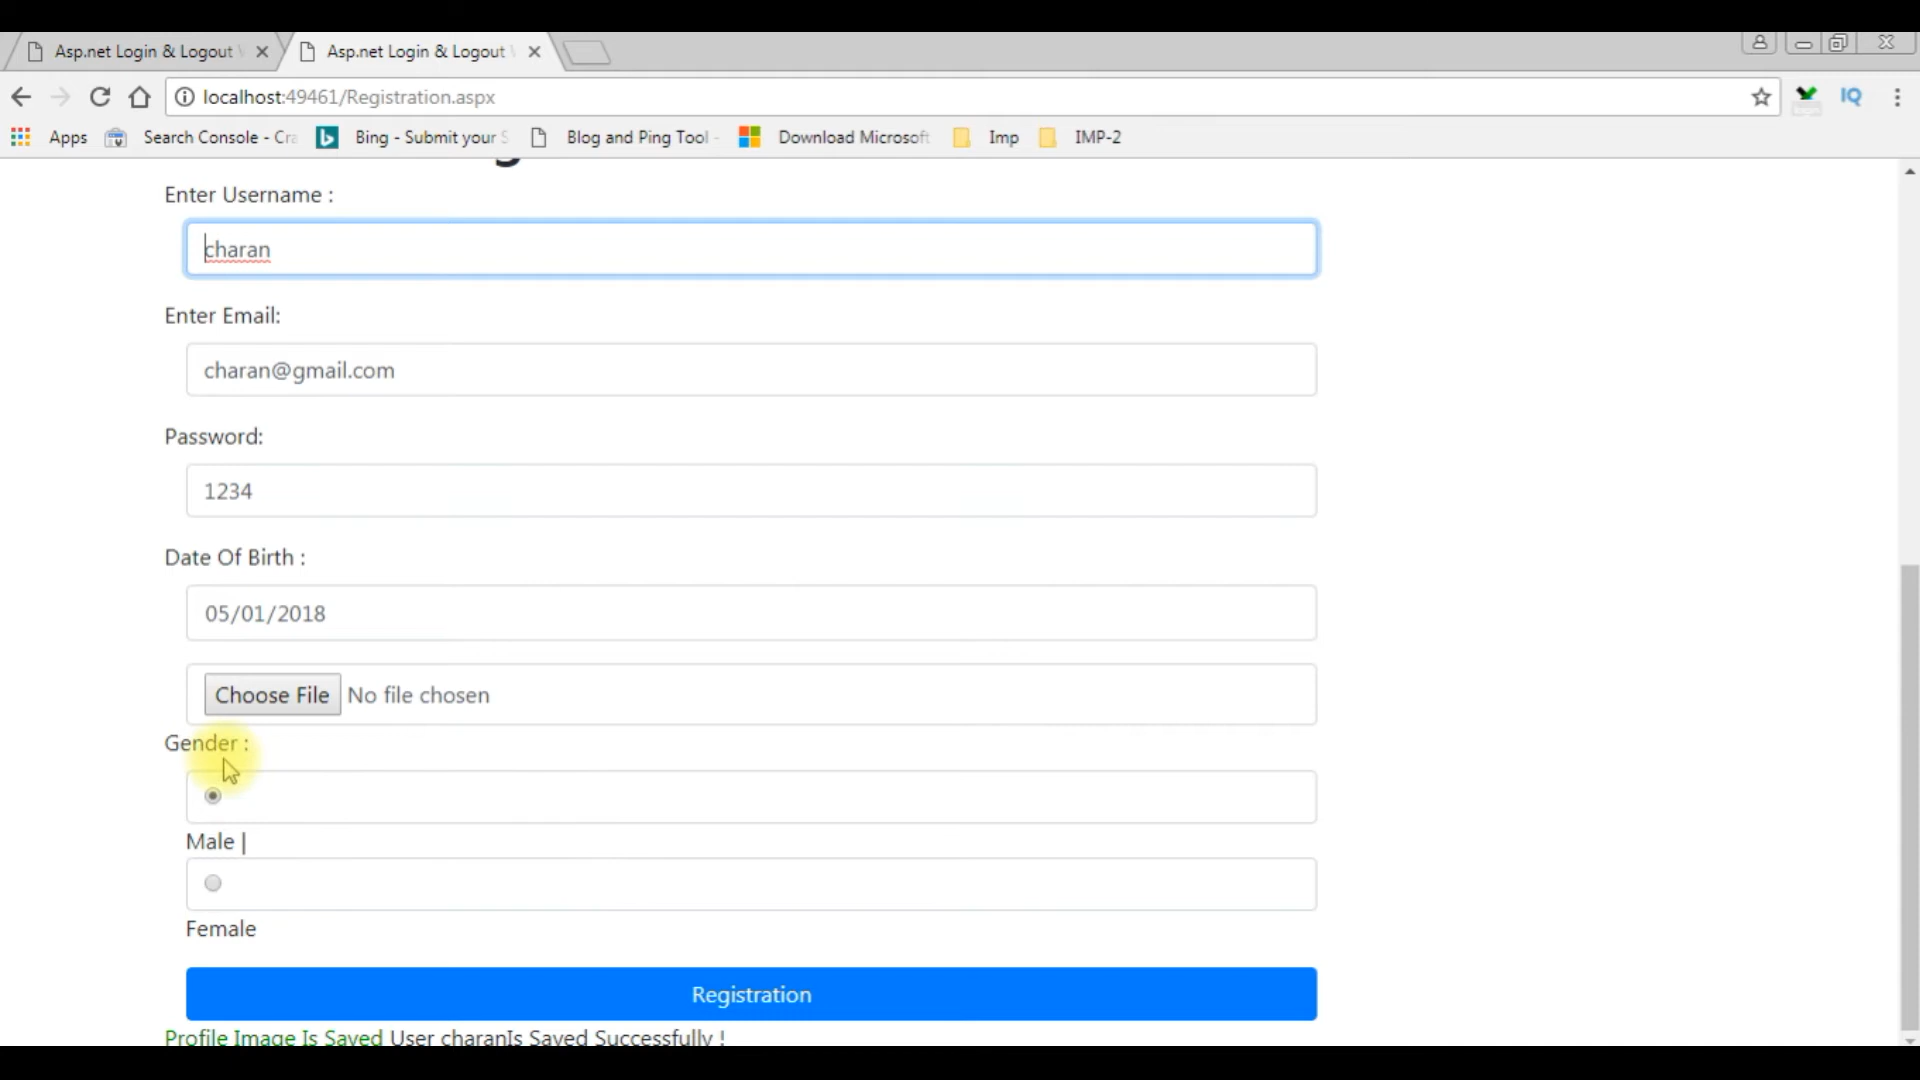 Asp.net Login & Logout
Asp.net Login & Logout
localhost:49461/Registration.aspx
IQ
Apps
Search Console - Cra
Bing - Submit your S
Blog and Ping Tool -
Download Microsoft
Imp
IMP-2
Enter Username :
charan
Enter Email:
charan@gmail.com
Password:
1234
Date Of Birth :
05/01/2018
Choose File No file chosen
Gender :
Male |
Female
Registration
Profile Image Is Saved User charanIs Saved Successfully !